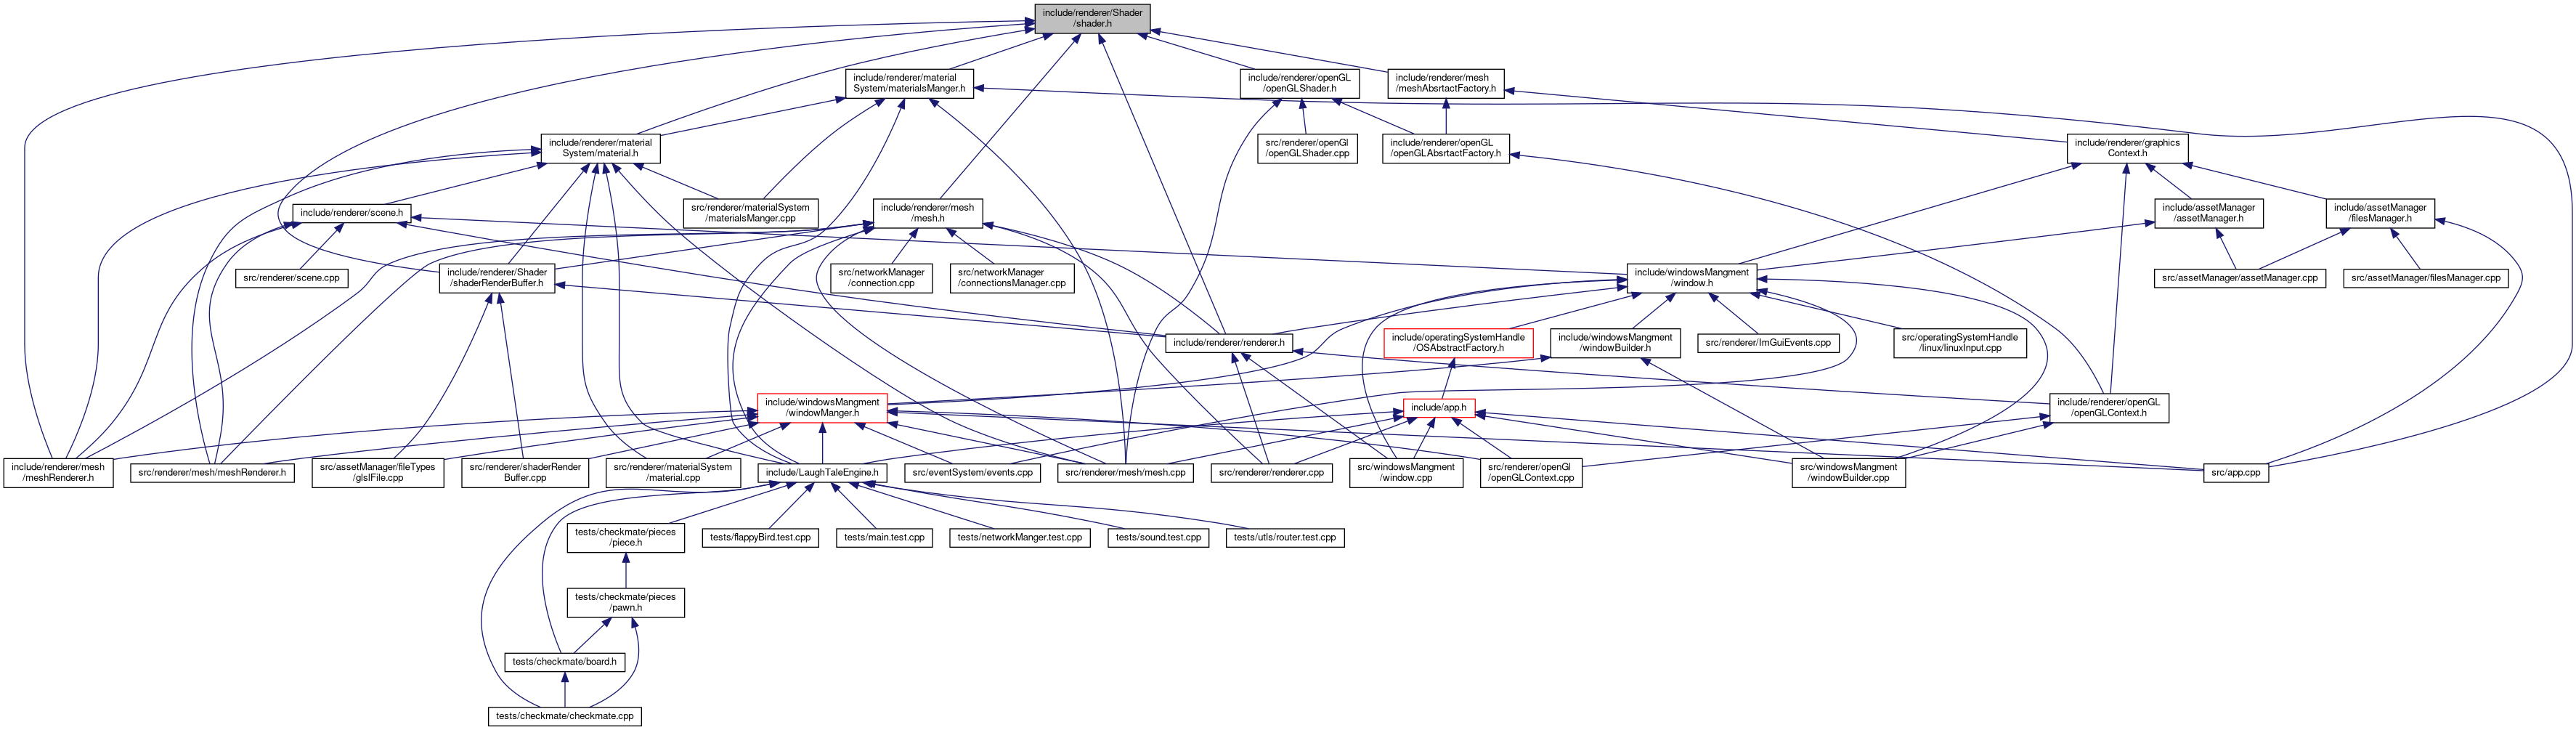 include/renderer/Shader
/shader.h
include/renderer/material
System/materialsManger.h
include/renderer/openGL
/openGLShader.h
include/renderer/mesh
/meshAbsrtactFactory.h
include/renderer/material
System/material.h
src/renderer/openGl
/openGLShader.cpp
include/renderer/openGL
/openGLAbsrtactFactory.h
include/renderer/graphics
Context.h
include/renderer/scene.h
src/renderer/materialSystem
/materialsManger.cpp
include/renderer/mesh
/mesh.h
include/assetManager
/assetManager.h
include/assetManager
/filesManager.h
src/renderer/scene.cpp
include/renderer/Shader
/shaderRenderBuffer.h
src/networkManager
/connection.cpp
src/networkManager
/connectionsManager.cpp
include/windowsMangment
/window.h
src/assetManager/assetManager.cpp
src/assetManager/filesManager.cpp
include/renderer/renderer.h
include/operatingSystemHandle
/OSAbstractFactory.h
include/windowsMangment
/windowBuilder.h
src/renderer/ImGuiEvents.cpp
src/operatingSystemHandle
/linux/linuxInput.cpp
include/windowsMangment
/windowManger.h
include/app.h
include/renderer/openGL
/openGLContext.h
include/renderer/mesh
/meshRenderer.h
src/renderer/mesh/meshRenderer.h
src/assetManager/fileTypes
/glslFile.cpp
src/renderer/shaderRender
Buffer.cpp
src/renderer/materialSystem
/material.cpp
include/LaughTaleEngine.h
src/eventSystem/events.cpp
src/renderer/mesh/mesh.cpp
src/renderer/renderer.cpp
src/windowsMangment
/window.cpp
src/renderer/openGl
/openGLContext.cpp
src/windowsMangment
/windowBuilder.cpp
src/app.cpp
tests/checkmate/pieces
/piece.h
tests/flappyBird.test.cpp
tests/main.test.cpp
tests/networkManger.test.cpp
tests/sound.test.cpp
tests/utls/router.test.cpp
tests/checkmate/pieces
/pawn.h
tests/checkmate/board.h
tests/checkmate/checkmate.cpp